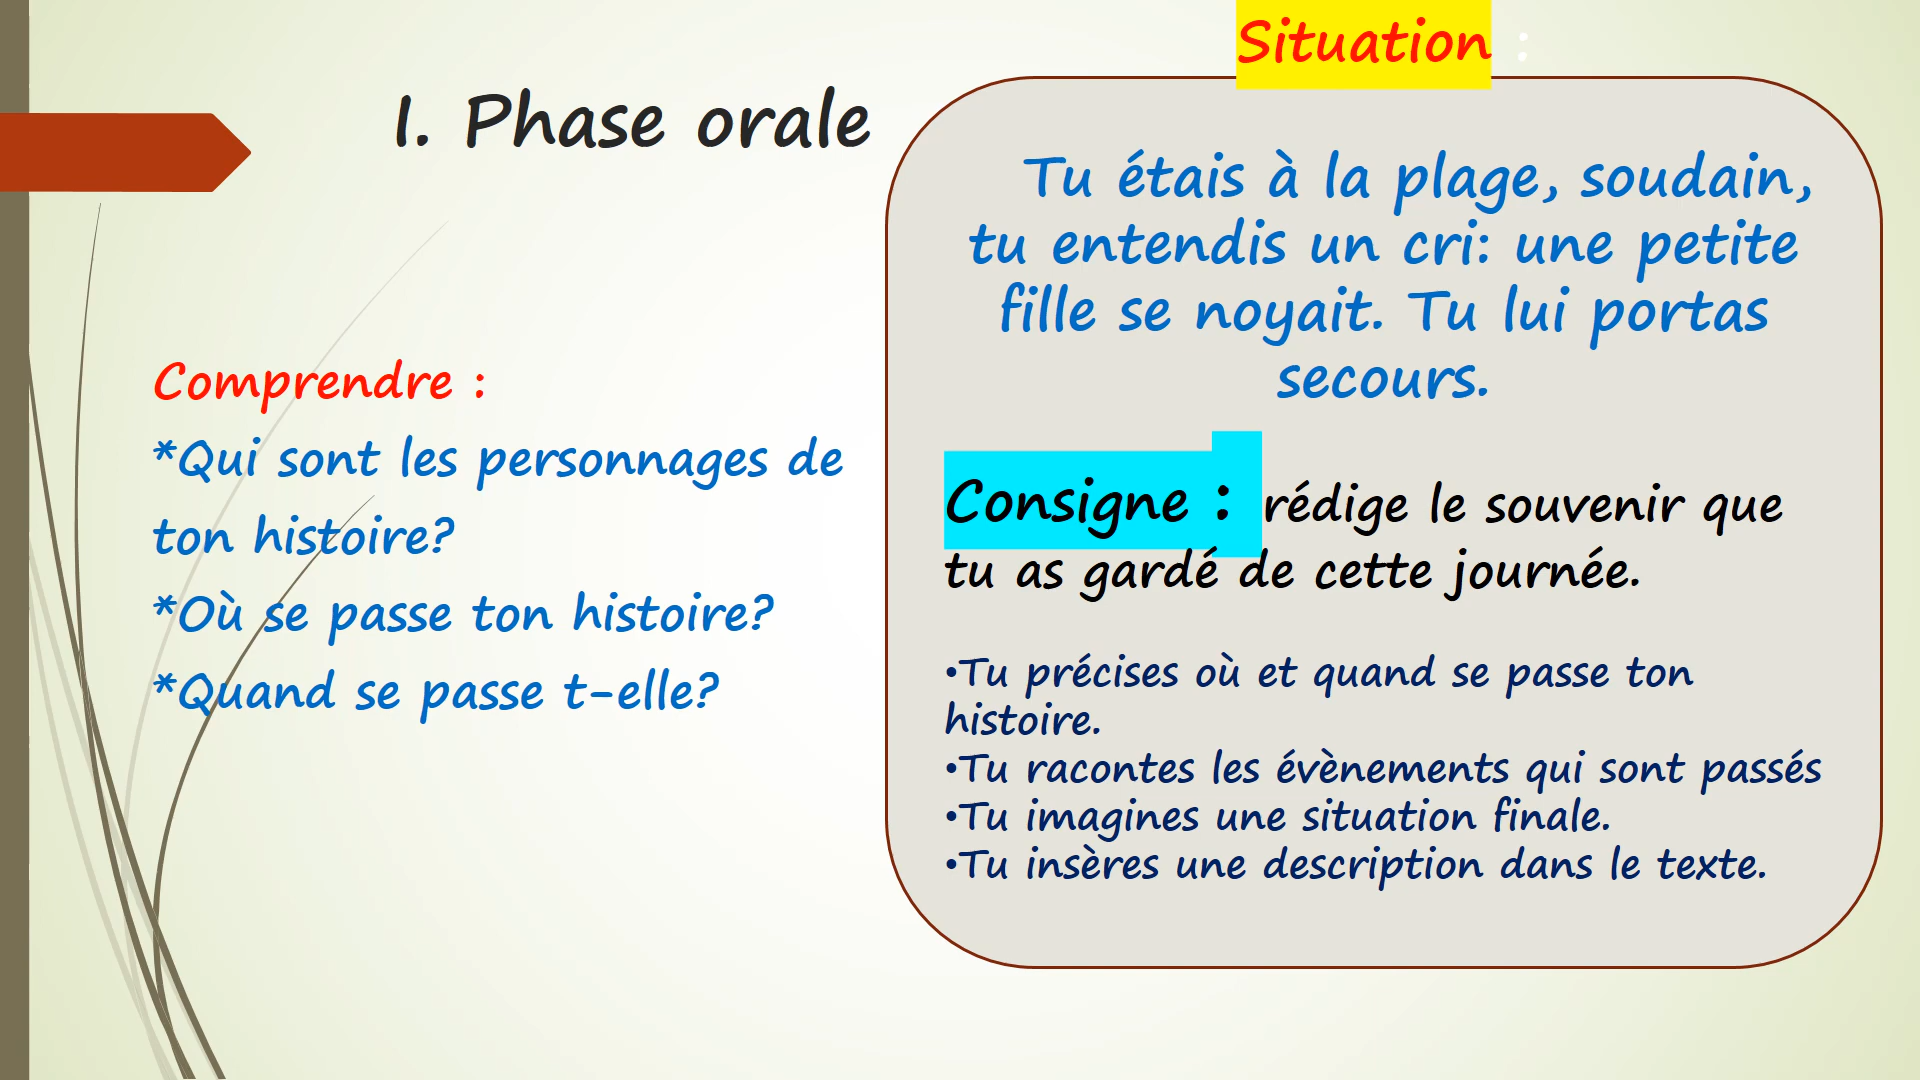 I. Phase orale
Comprendre :
*Qui sont les personnages de
ton histoire?
*Où se passe ton histoire?
*Quand se passe t-elle?
Situation :
Tu étais à la plage, soudain,
tu entendis un cri: une petite
fille se noyait. Tu lui portas
secours.
Consigne : rédige le souvenir que
tu as gardé de cette journée.
•Tu précises où et quand se passe ton
histoire.
•Tu racontes les évènements qui sont passés
•Tu imagines une situation finale.
•Tu insères une description dans le texte.